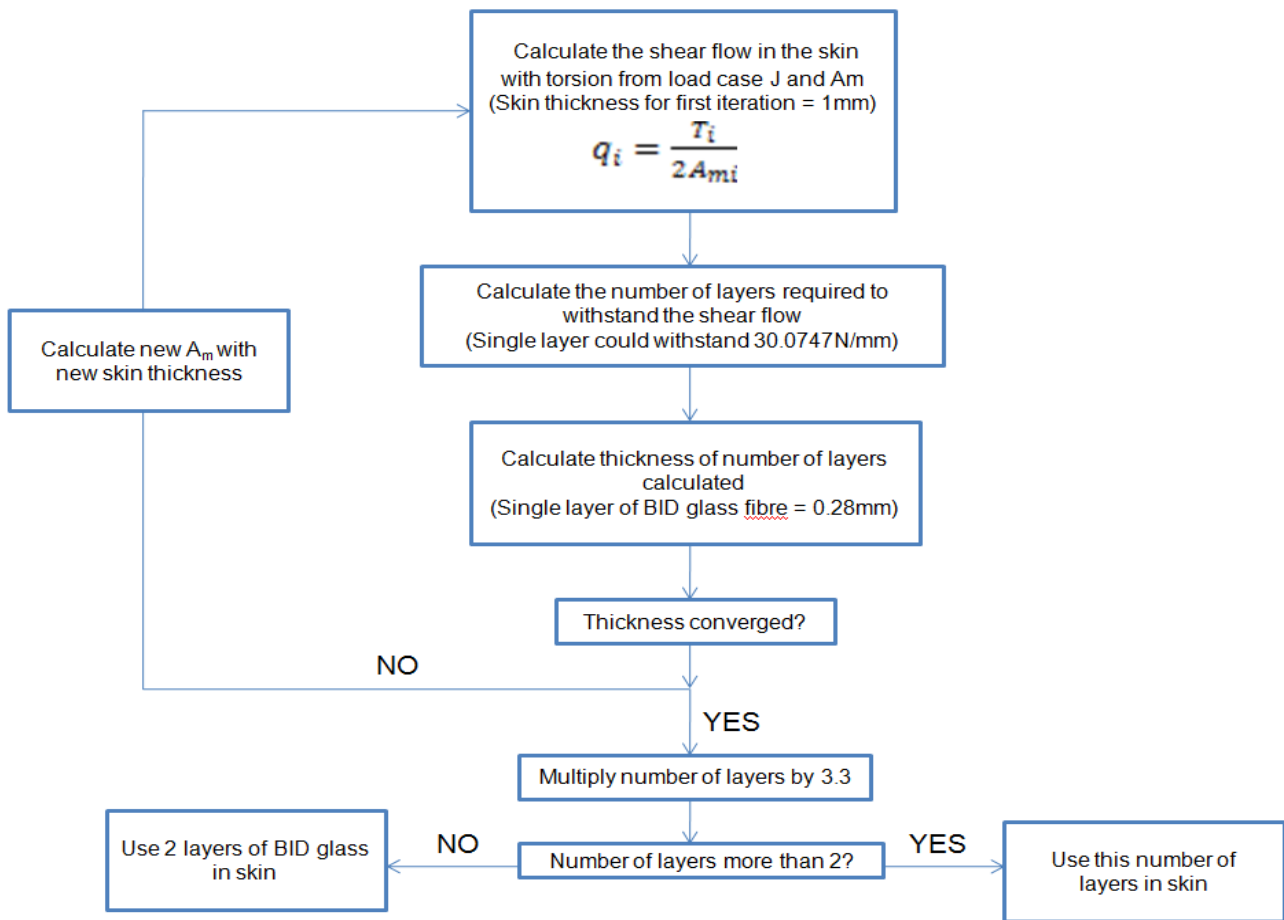 Calculate the shear flow in the skin
with torsion from load case J and Am
(Skin thickness for first iteration = 1mm)
qᵢ = Tᵢ / 2Aₘᵢ
Calculate the number of layers required to
withstand the shear flow
(Single layer could withstand 30.0747N/mm)
Calculate new Aₘ with
new skin thickness
Calculate thickness of number of layers
calculated
(Single layer of BID glass fibre = 0.28mm)
Thickness converged?
NO
YES
Multiply number of layers by 3.3
Use 2 layers of BID glass
in skin
NO
Number of layers more than 2?
YES
Use this number of
layers in skin